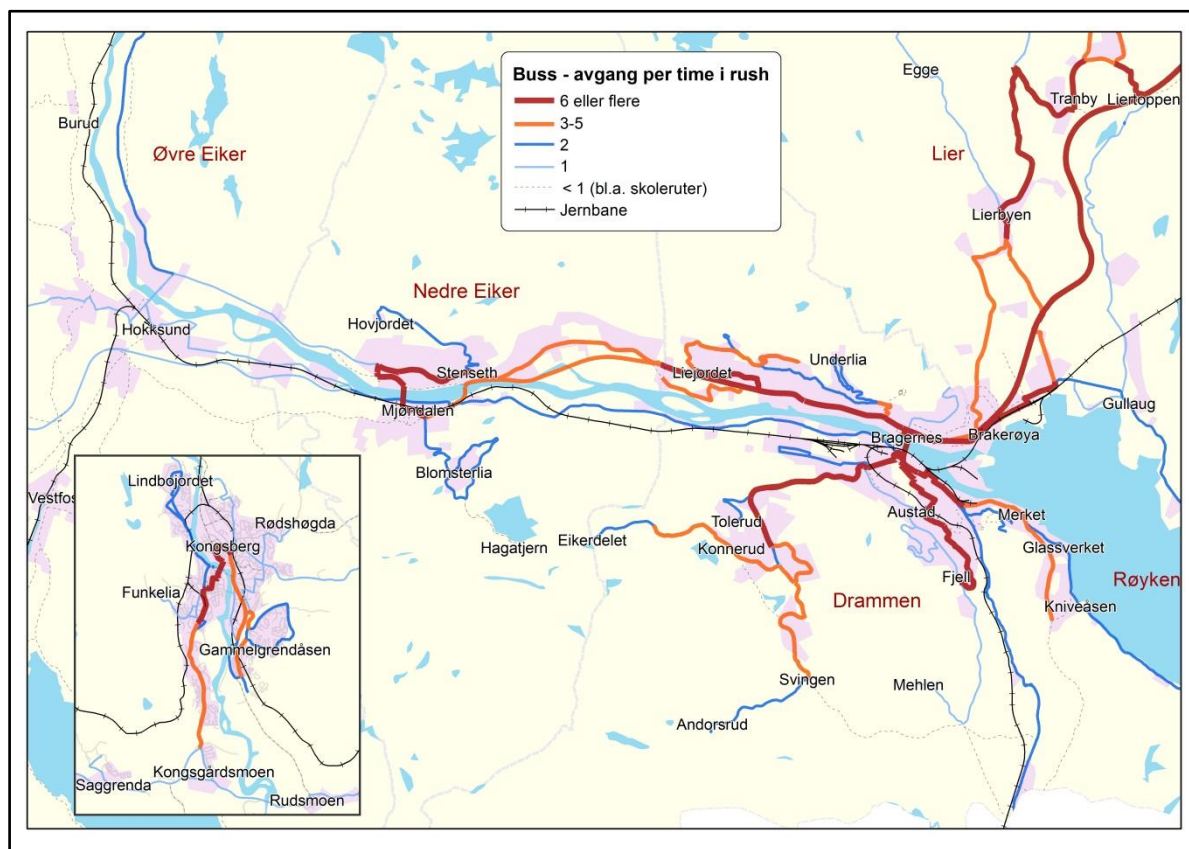 Buss - avgang per time i rush
6 eller flere
3-5
2
1
< 1 (bl.a. skoleruter)
Jernbane
Egge
Tranby
Liertoppen
Burud
Øvre Eiker
Lier
Lierbyen
Nedre Eiker
Hovjordet
Hokksund
Stenseth
Liejordet
Underlia
Mjøndalen
Gullaug
Bragernes
Brakerøya
Blomsterlia
Lindbojordet
Vestfos
Rødshøgda
Kongsberg
Tolerud
Austad
Merket
Hagatjern
Eikerdelet
Konnerud
Glassverket
Fjell
Røyken
Funkelia
Drammen
Kniveåsen
Gammelgrendåsen
Svingen
Mehlen
Andorsrud
Kongsgårdsmoen
Saggrenda
Rudsmoen